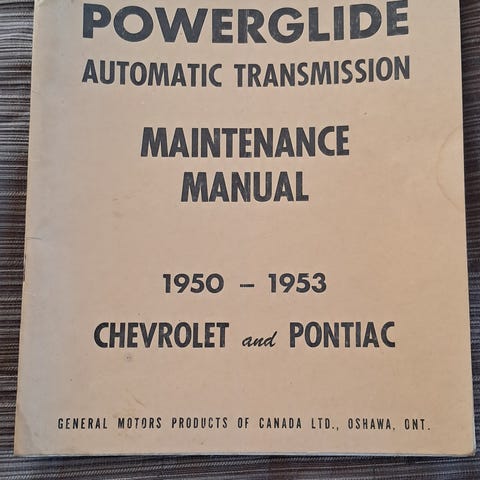 POWERGLIDE
AUTOMATIC TRANSMISSION
MAINTENANCE
MANUAL
1950 – 1953
CHEVROLET and PONTIAC
GENERAL MOTORS PRODUCTS OF CANADA LTD., OSHAWA, ONT.